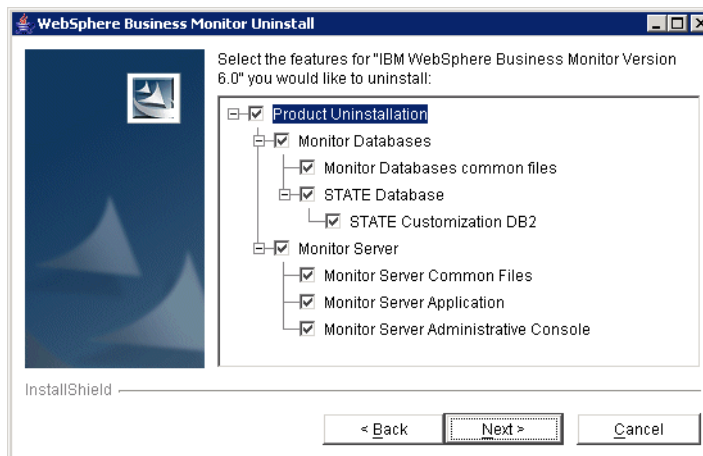 WebSphere Business Monitor Uninstall
Select the features for "IBM WebSphere Business Monitor Version
6.0" you would like to uninstall:
Product Uninstallation
Monitor Databases
Monitor Databases common files
STATE Database
STATE Customization DB2
Monitor Server
Monitor Server Common Files
Monitor Server Application
Monitor Server Administrative Console
InstallShield
< Back
Next >
Cancel